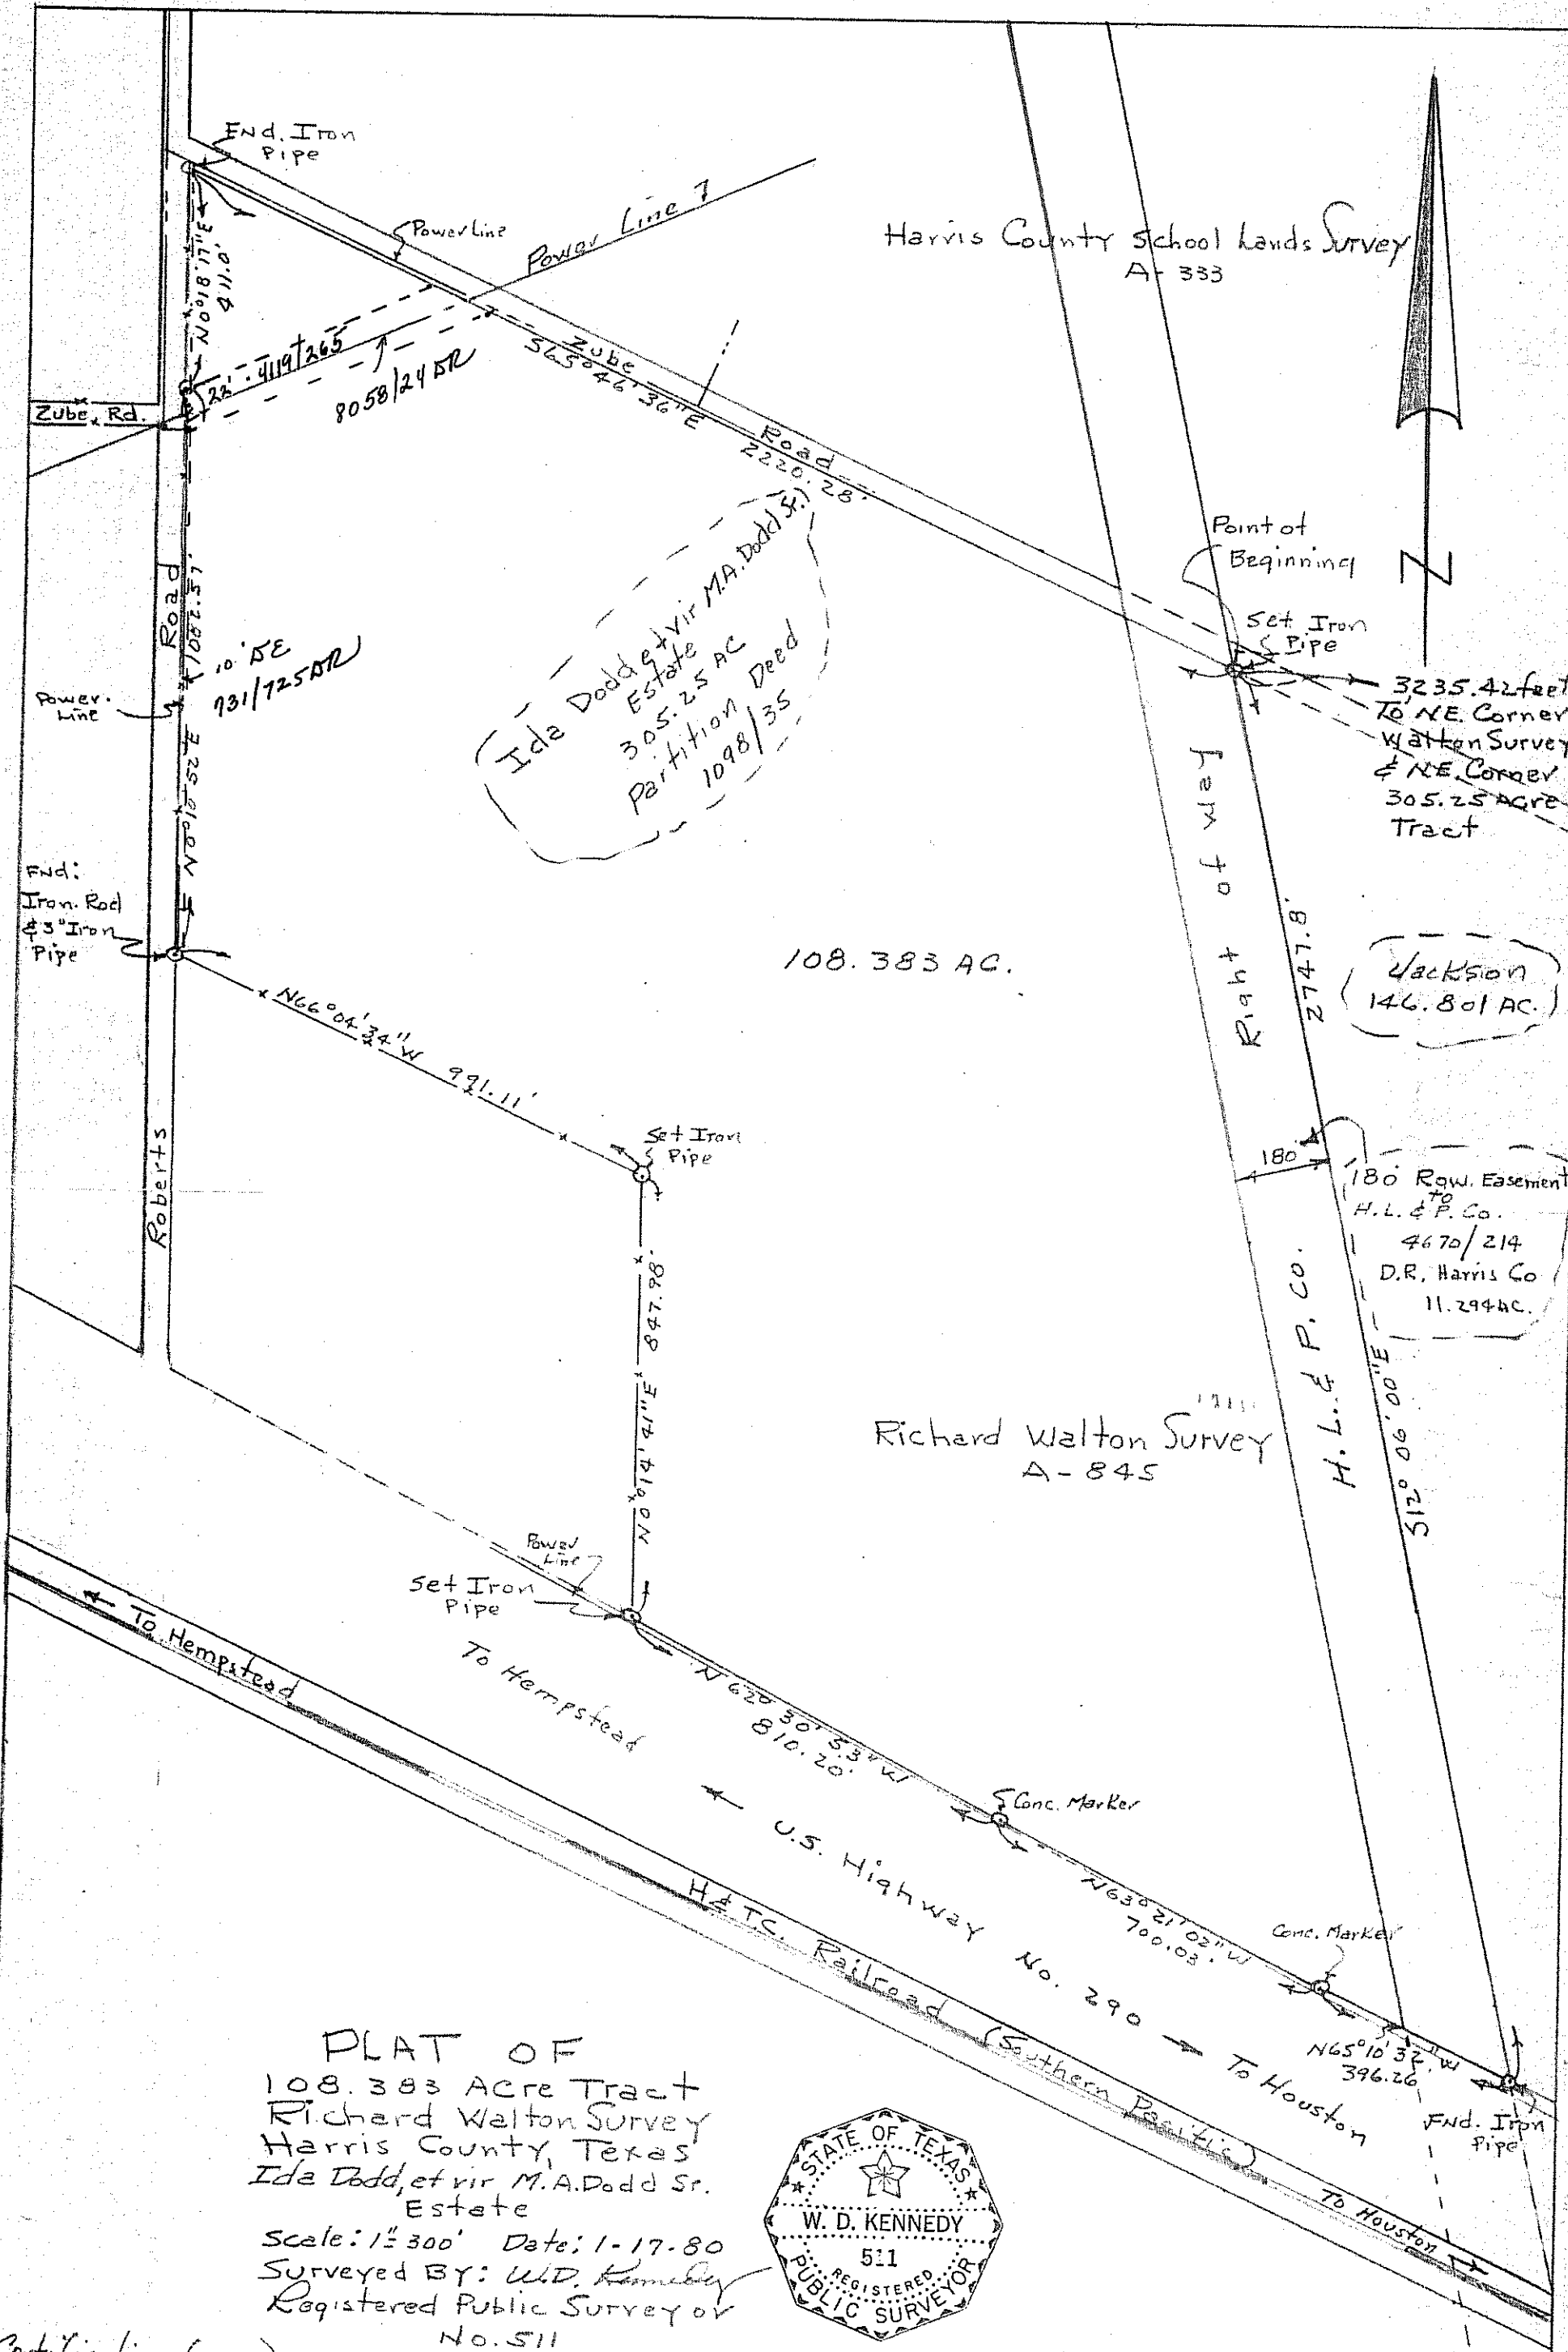 Fnd. Iron
Pipe
Power Line
Power Line
Harris County School Lands Survey
A-333
N0°18'17"E
411.0'
22' - 4119/265
8058/24 DR
Zube Rd.
Zube Road
S65°46'36"E
2220.28'
Point of
Beginning
Set Iron
Pipe
3235.42 feet
To N.E. Corner
Walton Survey
& N.E. Corner
305.25 Acre
Tract
Ida Dodd et vir M.A. Dodd Sr.)
Estate
305.25 AC
Partition Deed
1098/35
Road
1082.57'
10' DE
731/725 DR
Power
Line
N0°10'52"E
Fnd:
Iron Rod
& 3" Iron
Pipe
108.383 AC.
Right of way
2747.8'
Jackson
146.801 AC.
N66°04'34"W
991.11'
Set Iron
Pipe
Roberts
180'
180' Row. Easement
to
H.L. & P. Co.
4670/214
D.R. Harris Co
11.294 AC.
847.98'
N0°14'21"E
H.L. & P. Co.
S12° 06' 00"E
Richard Walton Survey
A-845
Power
Line
Set Iron
Pipe
To Hempstead
To Hempstead
N 62° 30' 53" W
810.20'
Conc. Marker
U.S. Highway No. 290
To Houston
N63°21'02"W
700.03'
Conc. Marker
H.& T.C. Railroad (Southern Pacific)
N65°10'32"W
396.26
Fnd. Iron
Pipe
To Houston
PLAT OF
108.383 Acre Tract
Richard Walton Survey
Harris County, Texas
Ida Dodd, et vir M.A. Dodd Sr.
Estate
Scale: 1"=300' Date: 1-17-80
Surveyed By: W.D. Kennedy
Registered Public Surveyor
No. 511
STATE OF TEXAS
W. D. KENNEDY
511
REGISTERED
PUBLIC SURVEYOR